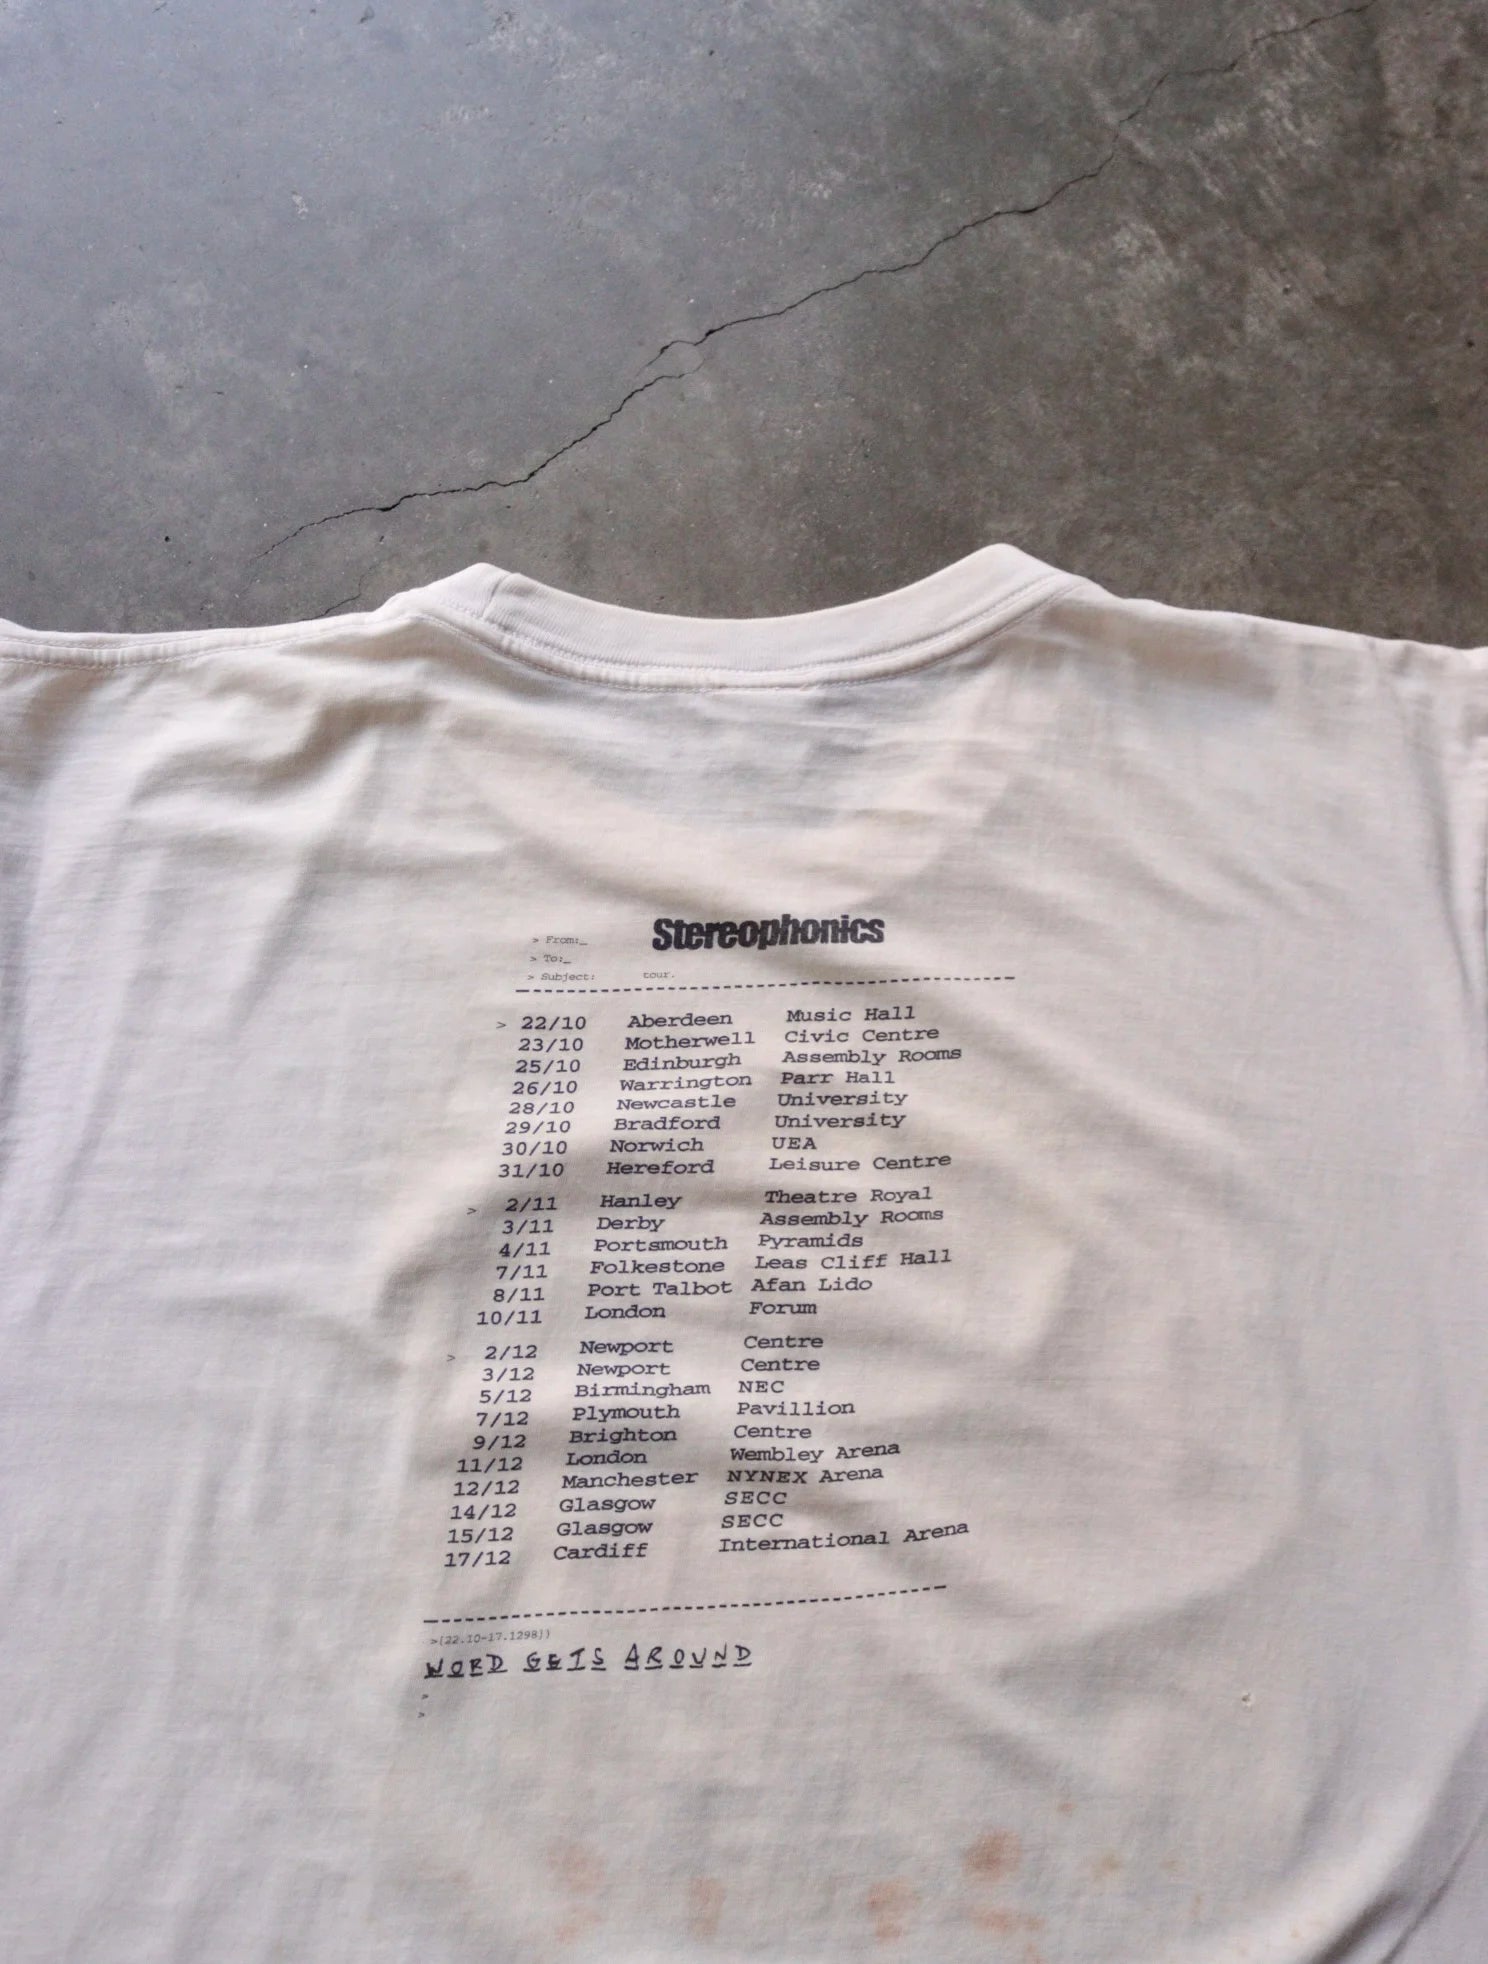 Stereophonics
> From:_
> To:_
> Subject: tour.
> 22/10 Aberdeen Music Hall
23/10 Motherwell Civic Centre
25/10 Edinburgh Assembly Rooms
26/10 Warrington Parr Hall
28/10 Newcastle University
29/10 Bradford University
30/10 Norwich UEA
31/10 Hereford Leisure Centre
> 2/11 Hanley Theatre Royal
3/11 Derby Assembly Rooms
4/11 Portsmouth Pyramids
7/11 Folkestone Leas Cliff Hall
8/11 Port Talbot Afan Lido
10/11 London Forum
> 2/12 Newport Centre
3/12 Newport Centre
5/12 Birmingham NEC
7/12 Plymouth Pavillion
9/12 Brighton Centre
11/12 London Wembley Arena
12/12 Manchester NYNEX Arena
14/12 Glasgow SECC
15/12 Glasgow SECC
17/12 Cardiff International Arena
>(22.10-17.1298))
WORD GETS AROUND
>
>